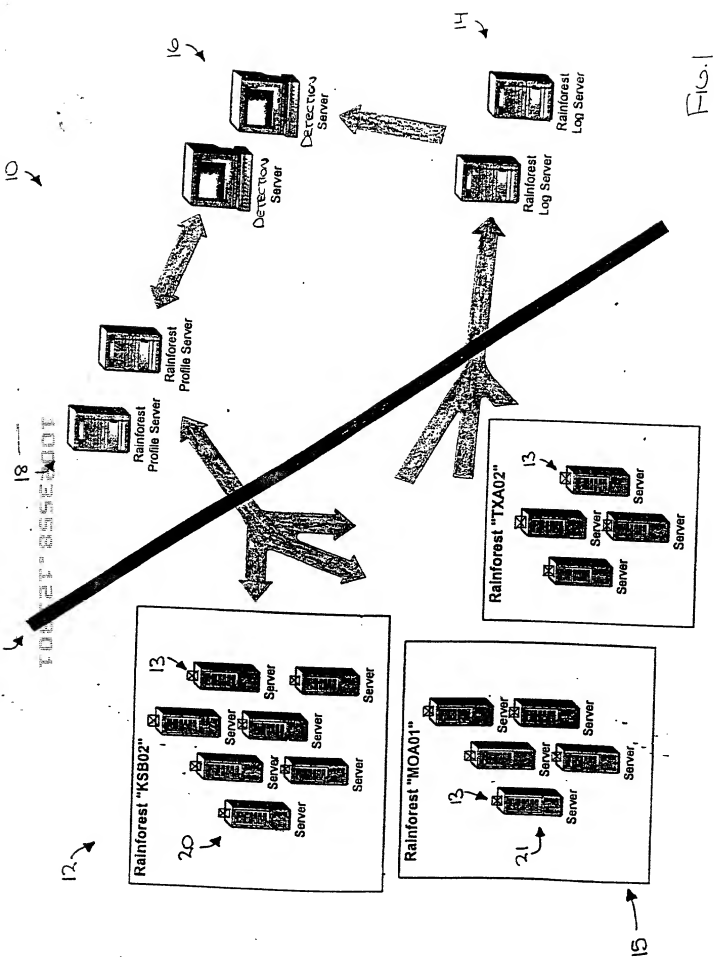 10
16
14
18
Rainforest
Profile Server
Rainforest
Profile Server
DETECTION
Server
DETECTION
Server
Rainforest
Log Server
Rainforest
Log Server
12
Rainforest "KSB02"
13
Server
Server
Server
Server
Server
Server
Server
20
Rainforest "MOA01"
13
Server
Server
Server
Server
Server
21
Rainforest "TXA02"
13
Server
Server
Server
Server
15
FIG. 1